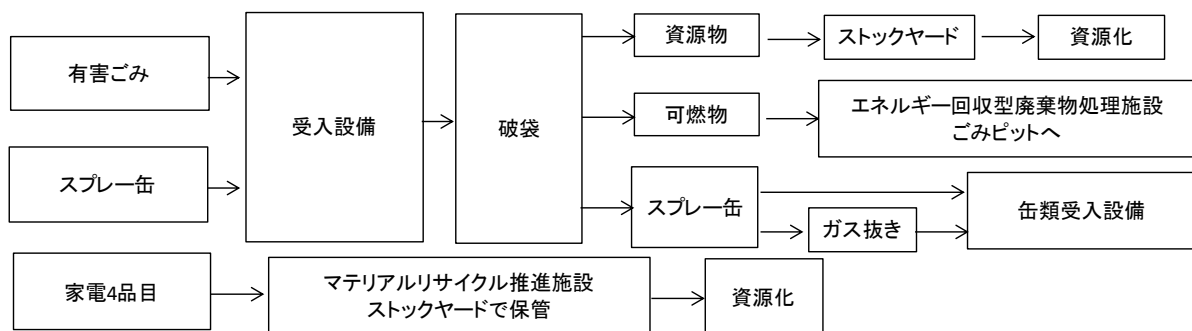 有害ごみ
スプレー缶
受入設備
破袋
資源物
ストックヤード
資源化
可燃物
エネルギー回収型廃棄物処理施設
ごみピットへ
スプレー缶
ガス抜き
缶類受入設備
家電4品目
マテリアルリサイクル推進施設
ストックヤードで保管
資源化